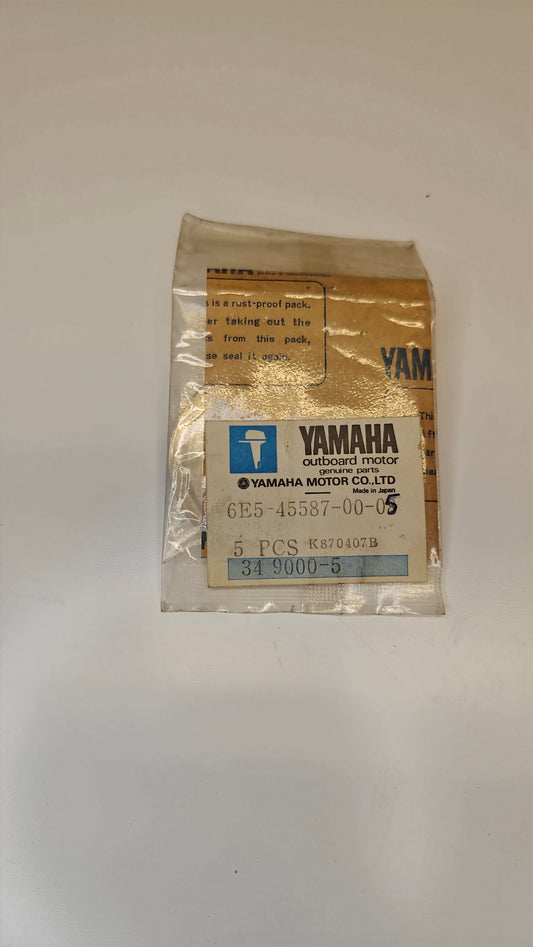 s is a rust-proof pack.
er taking out the
s from this pack,
se seal it again.
YAM
Thi
YAMAHA
outboard motor
genuine parts
YAMAHA MOTOR CO.,LTD
Made in Japan
6E5-45587-00-05
5 PCS K870407B
34 9000-5